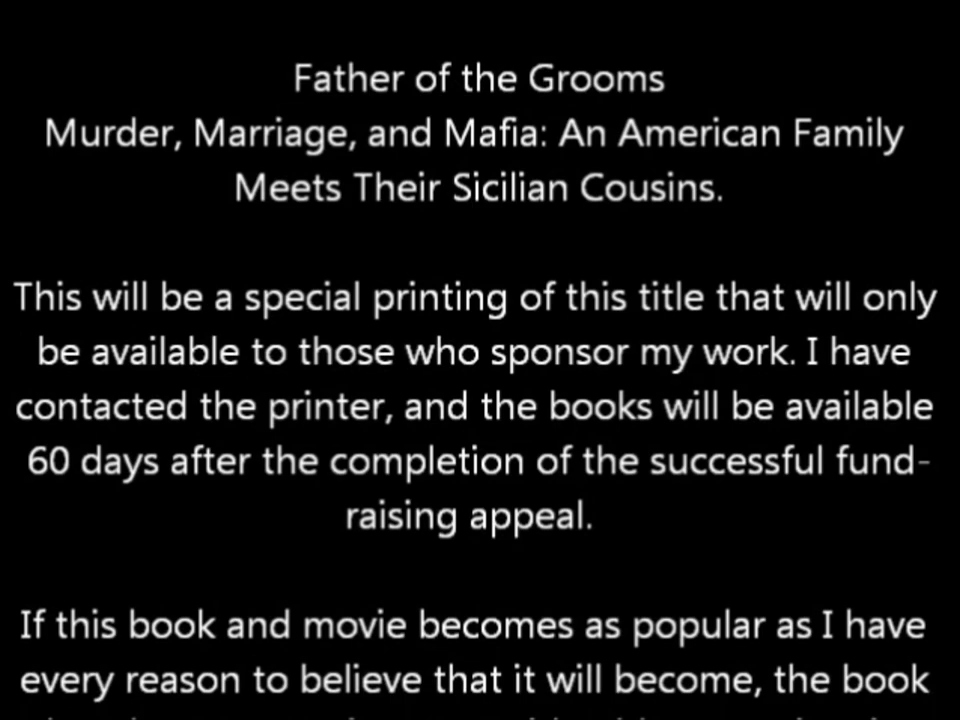 Father of the Grooms
Murder, Marriage, and Mafia: An American Family
Meets Their Sicilian Cousins.
This will be a special printing of this title that will only
be available to those who sponsor my work. I have
contacted the printer, and the books will be available
60 days after the completion of the successful fund-
raising appeal.
If this book and movie becomes as popular as I have
every reason to believe that it will become, the book